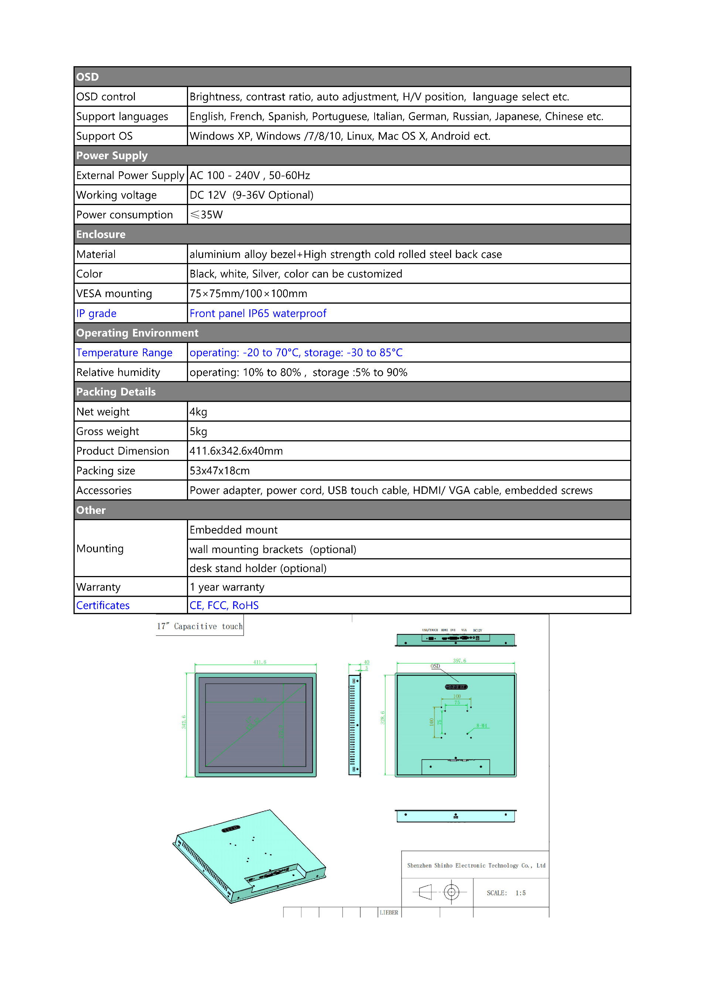 OSD
OSD control Brightness, contrast ratio, auto adjustment, H/V position, language select etc.
Support languages English, French, Spanish, Portuguese, Italian, German, Russian, Japanese, Chinese etc.
Support OS Windows XP, Windows /7/8/10, Linux, Mac OS X, Android ect.
Power Supply
External Power Supply AC 100 - 240V , 50-60Hz
Working voltage DC 12V (9-36V Optional)
Power consumption ≤35W
Enclosure
Material aluminium alloy bezel+High strength cold rolled steel back case
Color Black, white, Silver, color can be customized
VESA mounting 75×75mm/100×100mm
IP grade Front panel IP65 waterproof
Operating Environment
Temperature Range operating: -20 to 70°C, storage: -30 to 85°C
Relative humidity operating: 10% to 80% , storage :5% to 90%
Packing Details
Net weight 4kg
Gross weight 5kg
Product Dimension 411.6x342.6x40mm
Packing size 53x47x18cm
Accessories Power adapter, power cord, USB touch cable, HDMI/ VGA cable, embedded screws
Other
Mounting
Embedded mount
wall mounting brackets (optional)
desk stand holder (optional)
Warranty 1 year warranty
Certificates CE, FCC, RoHS
17″ Capacitive touch
USB/TOUCH HDMI DVI VGA DC12V
411.6
40
3
397.6
OSD
342.6
328.6
100
75
100
75
8-M4
Shenzhen Shinho Electronic Technology Co., Ltd
SCALE: 1:5
LIEBER